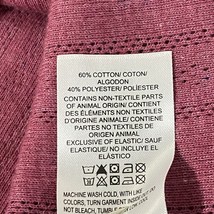 60% COTTON/ COTON/
ALGODON
40% POLYESTER/ POLIÉSTER
CONTAINS NON-TEXTILE PARTS
OF ANIMAL ORIGIN/ CONTIENT
DES ÉLÉMENTS NON TEXTILES
D'ORIGINE ANIMALE/ CONTIENE
PARTES NO TEXTILES DE
ORIGEN ANIMAL
EXCLUSIVE OF ELASTIC/ SAUF
ÉLASTIQUE/ NO INCLUYE EL
ELÁSTICO
MACHINE WASH COLD, WITH LIKE
COLORS, TURN GARMENT INSIDE
NOT BLEACH, TUMBLE DRY LOW